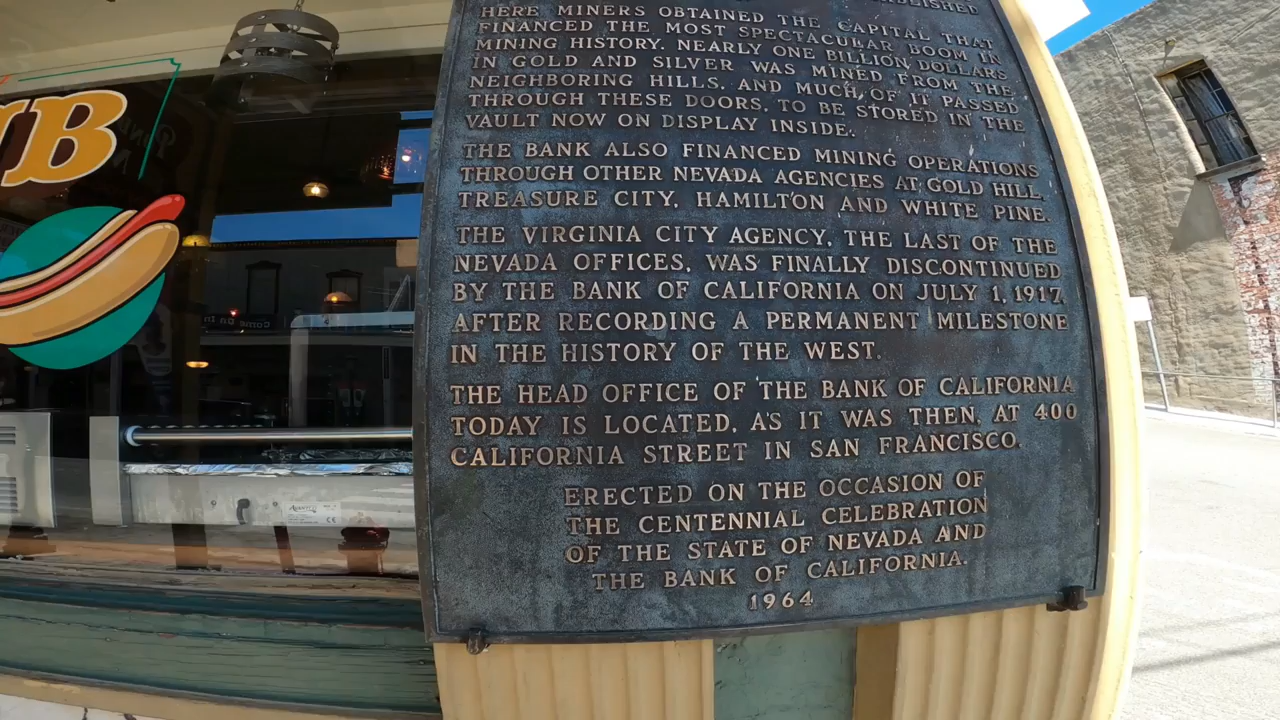 HERE MINERS OBTAINED THE CAPITAL THAT
FINANCED THE MOST SPECTACULAR BOOM IN
MINING HISTORY. NEARLY ONE BILLION DOLLARS
IN GOLD AND SILVER WAS MINED FROM THE
NEIGHBORING HILLS, AND MUCH OF IT PASSED
THROUGH THESE DOORS, TO BE STORED IN THE
VAULT NOW ON DISPLAY INSIDE.
THE BANK ALSO FINANCED MINING OPERATIONS
THROUGH OTHER NEVADA AGENCIES AT GOLD HILL,
TREASURE CITY, HAMILTON AND WHITE PINE.
THE VIRGINIA CITY AGENCY, THE LAST OF THE
NEVADA OFFICES, WAS FINALLY DISCONTINUED
BY THE BANK OF CALIFORNIA ON JULY 1, 1917,
AFTER RECORDING A PERMANENT MILESTONE
IN THE HISTORY OF THE WEST.
THE HEAD OFFICE OF THE BANK OF CALIFORNIA
TODAY IS LOCATED, AS IT WAS THEN, AT 400
CALIFORNIA STREET IN SAN FRANCISCO.
ERECTED ON THE OCCASION OF
THE CENTENNIAL CELEBRATION
OF THE STATE OF NEVADA AND
THE BANK OF CALIFORNIA.
1964
B
Come On In